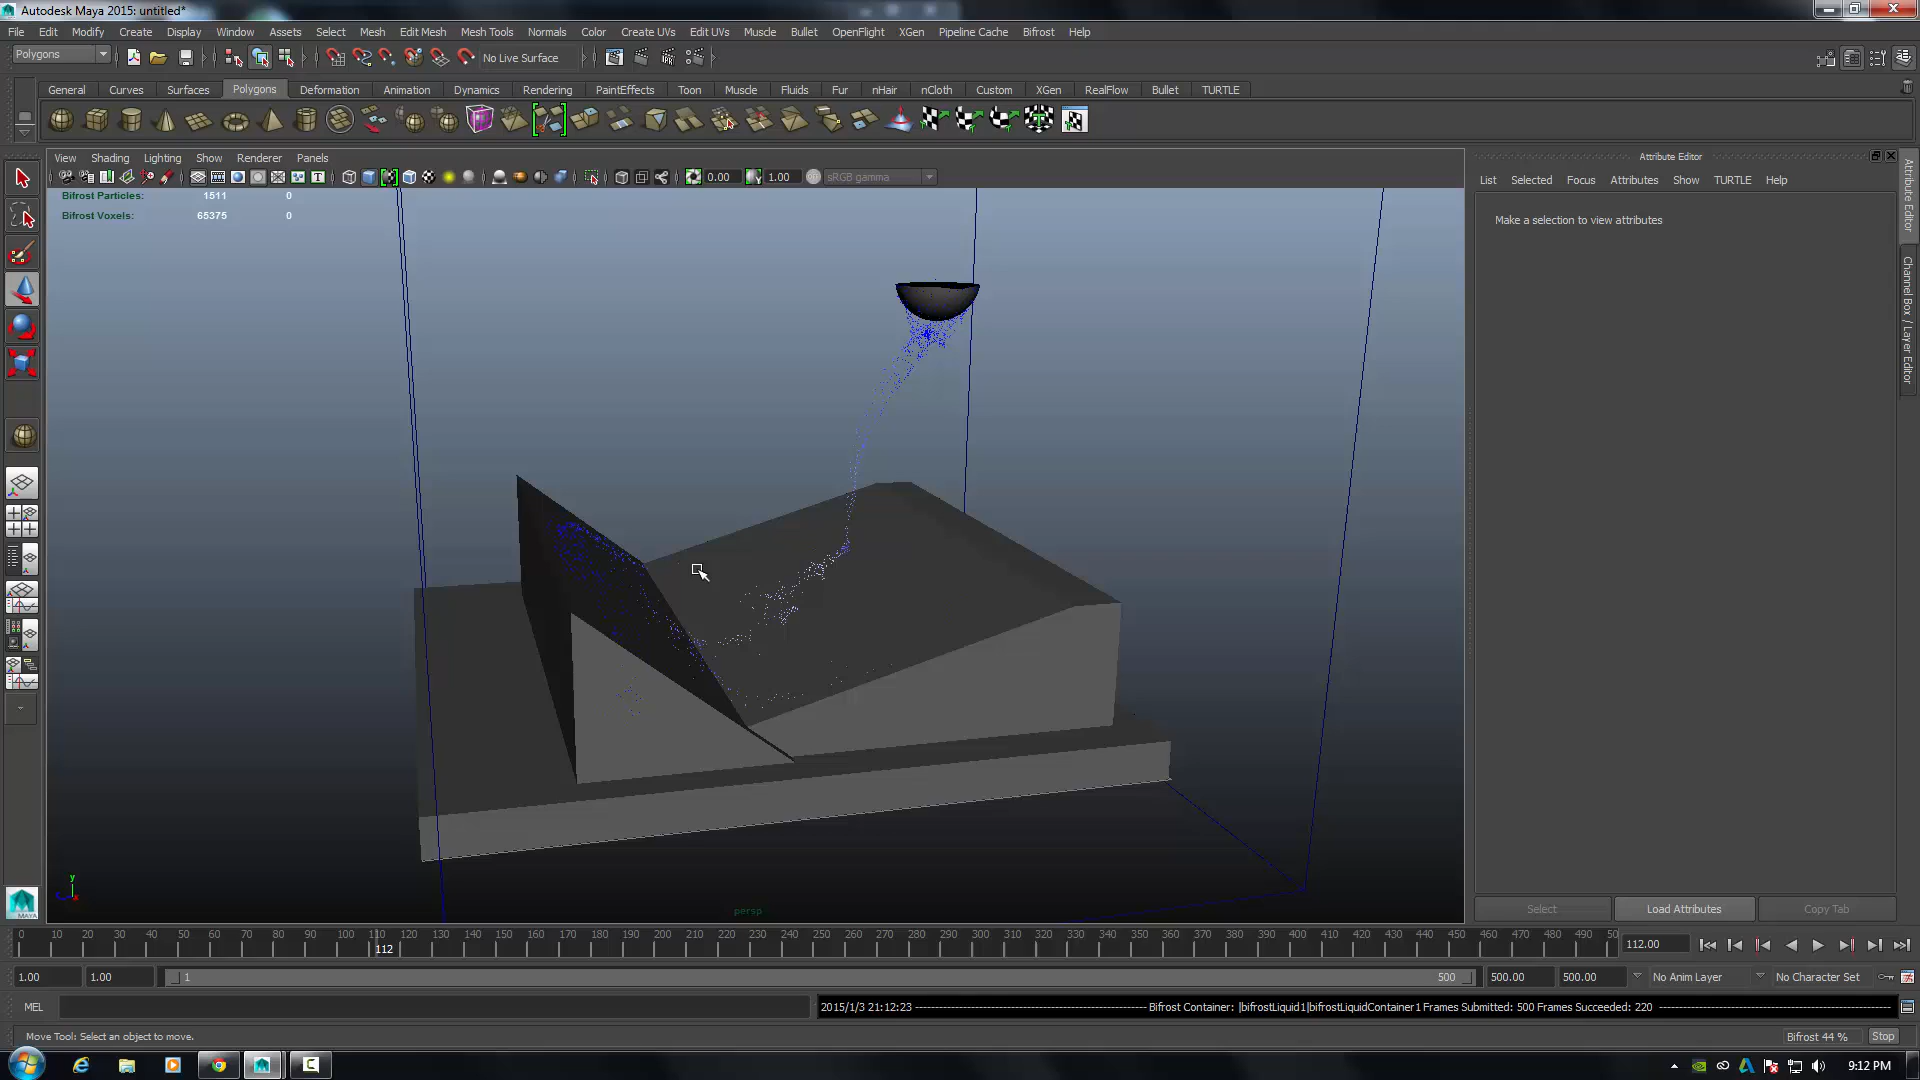 Autodesk Maya 2015: untitled*
File Edit Modify Create Display Window Assets Select Mesh Edit Mesh Mesh Tools Normals Color Create UVs Edit UVs Muscle Bullet OpenFlight XGen Pipeline Cache Bifrost Help
Polygons No Live Surface
General Curves Surfaces Polygons Deformation Animation Dynamics Rendering PaintEffects Toon Muscle Fluids Fur nHair nCloth Custom XGen RealFlow Bullet TURTLE
View Shading Lighting Show Renderer Panels
0.00 1.00 sRGB gamma
Attribute Editor
List Selected Focus Attributes Show TURTLE Help
Make a selection to view attributes
Attribute Editor
Channel Box / Layer Editor
Bifrost Particles: 1511 0
Bifrost Voxels: 65375 0
y
persp
MAYA
Select Load Attributes Copy Tab
0 10 20 30 40 50 60 70 80 90 100 110 120 130 140 150 160 170 180 190 200 210 220 230 240 250 260 270 280 290 300 310 320 330 340 350 360 370 380 390 400 410 420 430 440 450 460 470 480 490 50
112
112.00
1.00 1.00 1 500 500.00 500.00 No Anim Layer No Character Set
MEL 2015/1/3 21:12:23 Bifrost Container: |bifrostLiquid1|bifrostLiquidContainer1 Frames Submitted: 500 Frames Succeeded: 220
Move Tool: Select an object to move. Bifrost 44 % Stop
9:12 PM